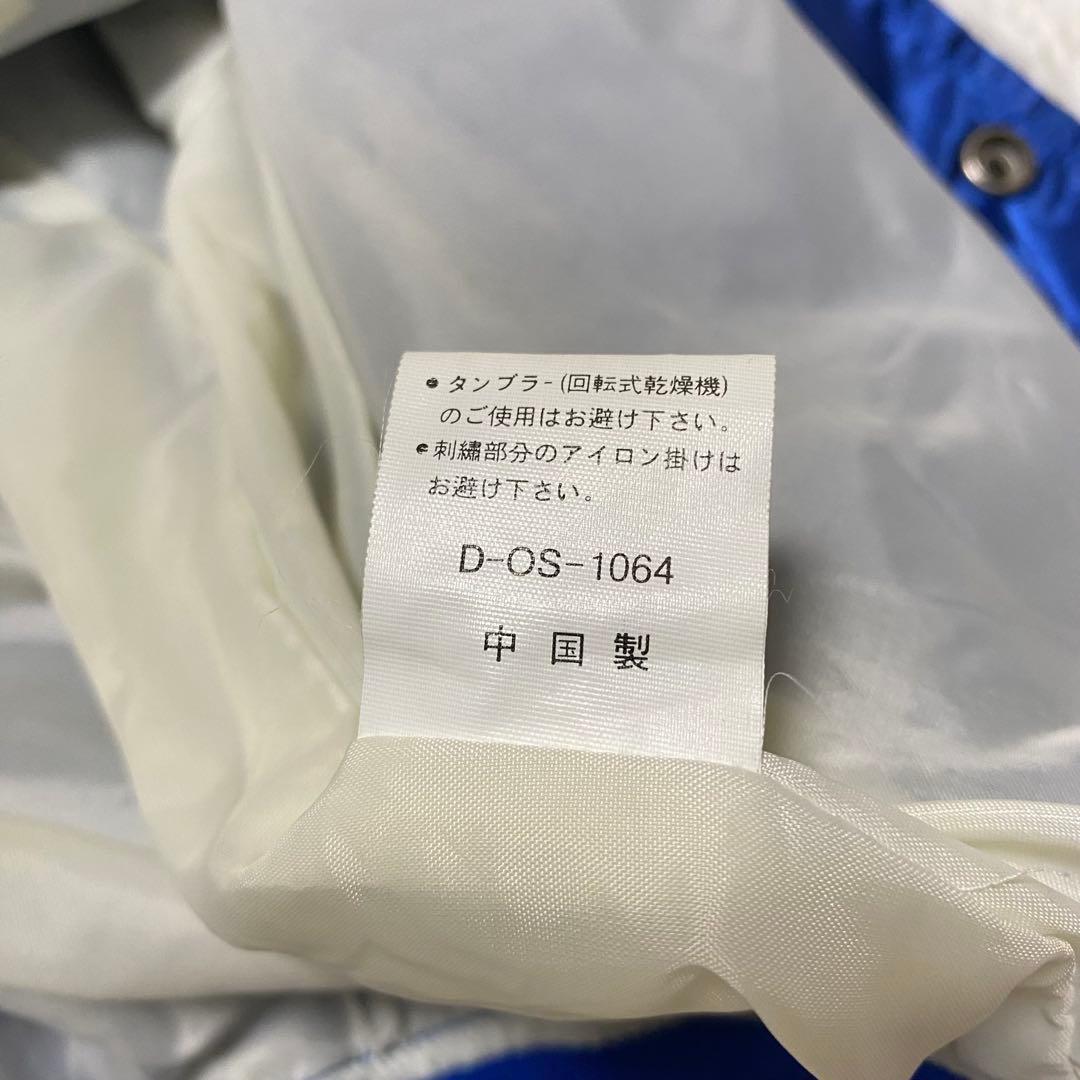 ● タンブラー(回転式乾燥機)
のご使用はお避け下さい。
● 刺繡部分のアイロン掛けは
お避け下さい。
D-OS-1064
中国製